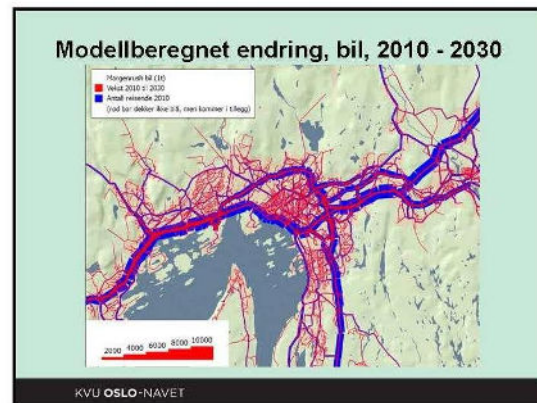 Modellberegnet endring, bil, 2010 - 2030
Morgenrush bil (1t)
Vekst 2010 til 2030
Antall reisende 2010
(rød bar dekker ikke blå, men kommer i tillegg)
2000 4000 6000 8000 10000
KVU OSLO-NAVET